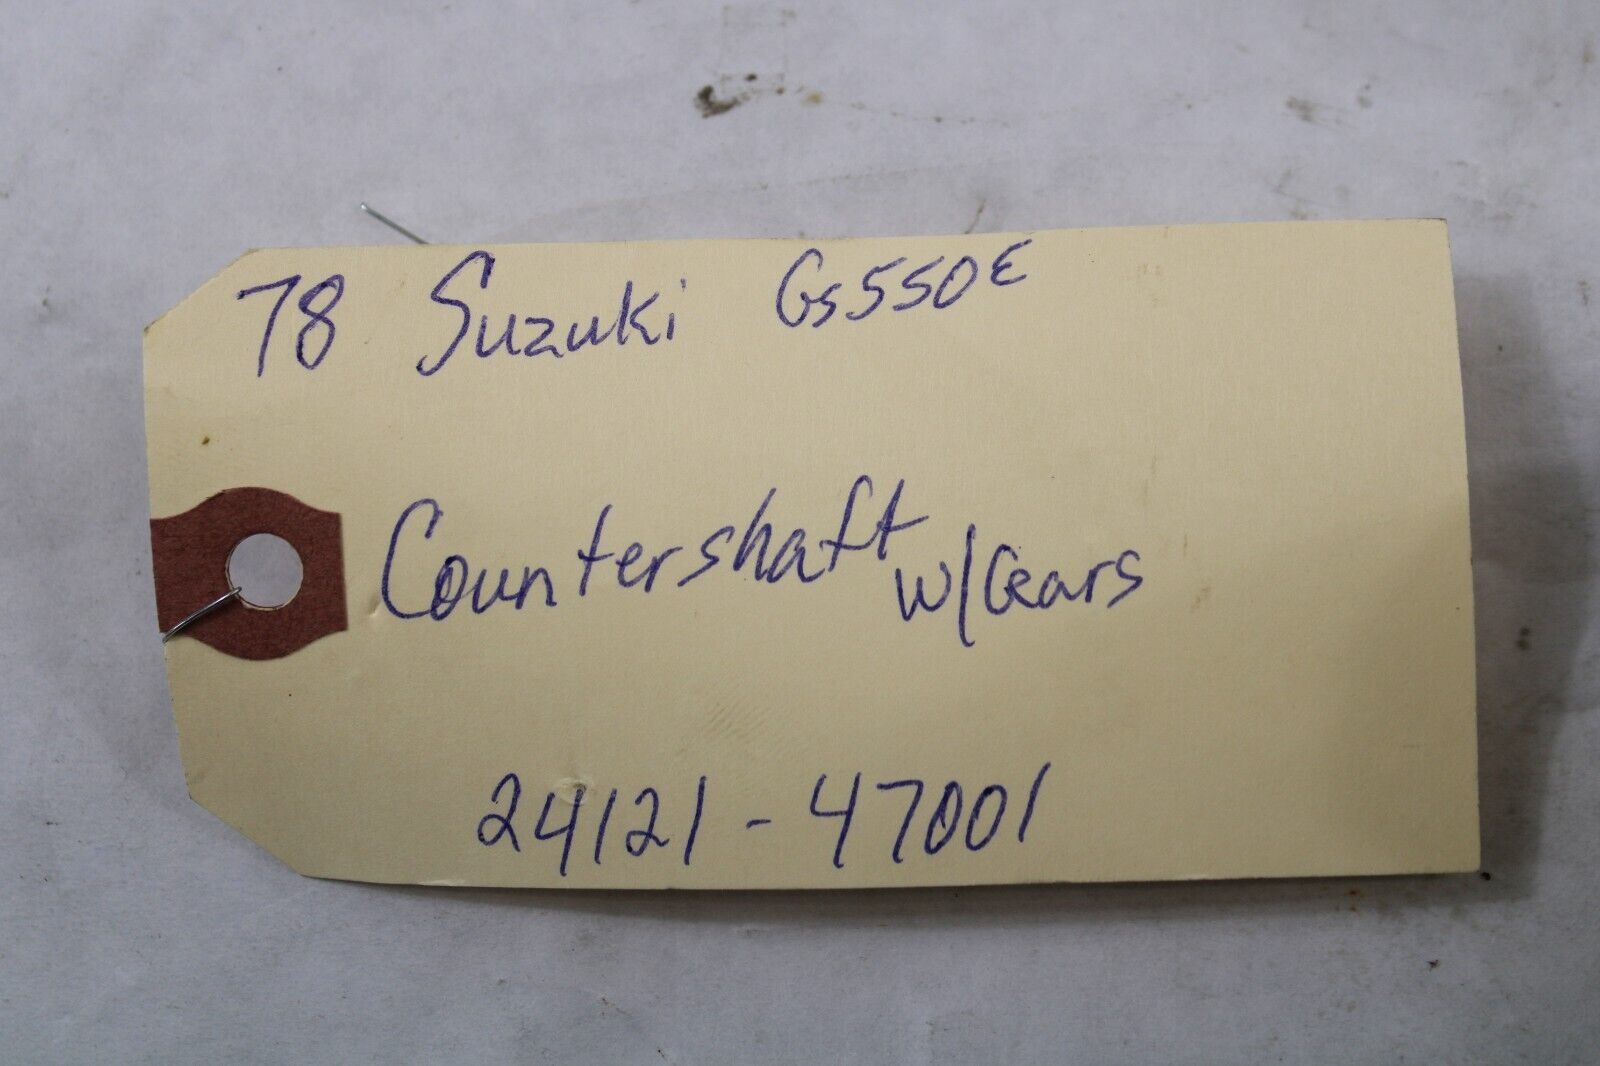 78 Suzuki Gs550E
Countershaft w/Gears
24121-47001